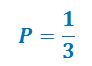 P = 1/3